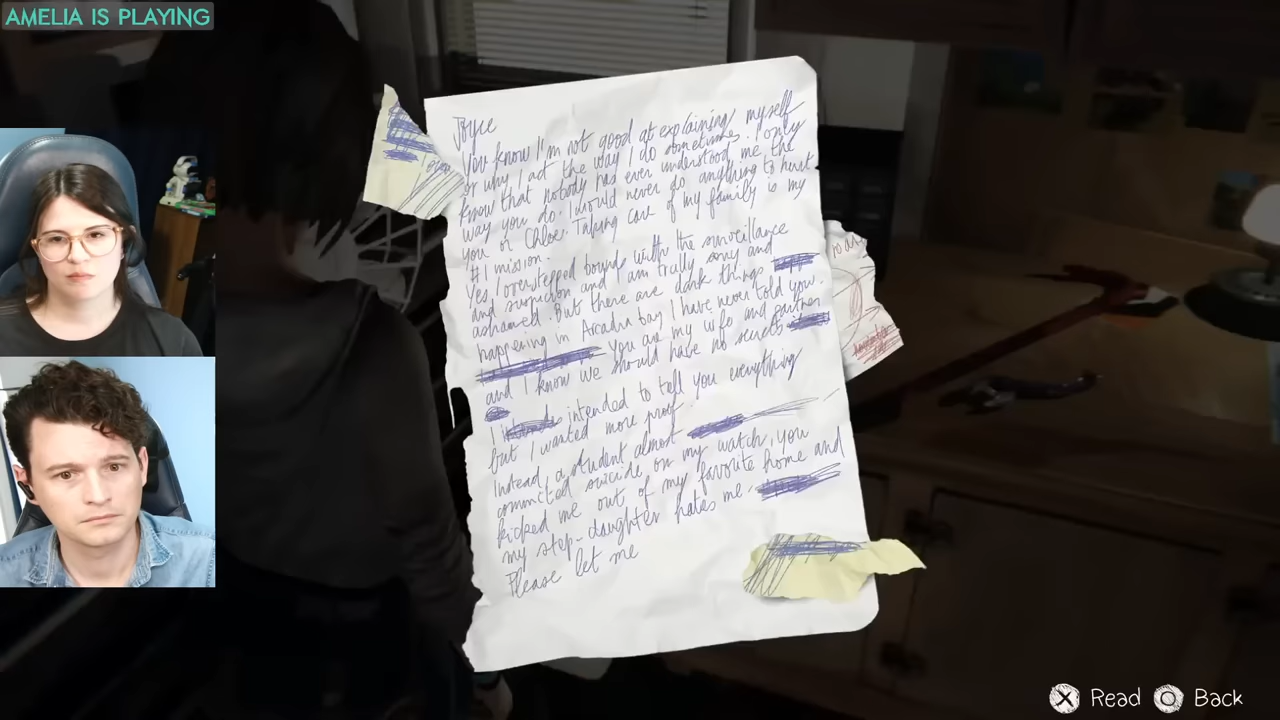 AMELIA IS PLAYING
Joyce
You know I'm not good at explaining myself
or why I act the way I do sometime. I only
know that nobody has ever understood me the
way you do. I would never do anything to hurt
you or Chloe. Taking care of my family is my
#1 mission.
Yes, I overstepped bounds with the surveillance
and suspicion and I am trully sorry and
ashamed. But there are dark things
happening in Arcadia bay I have never told you.
You are my wife and partner
and I know we should have no secrets
I intended to tell you everything
but I wanted more proof.
Instead, a student almost
committed suicide on my watch, you
kicked me out of my favorite home and
my step-daughter hates me.
Please let me
Read Back